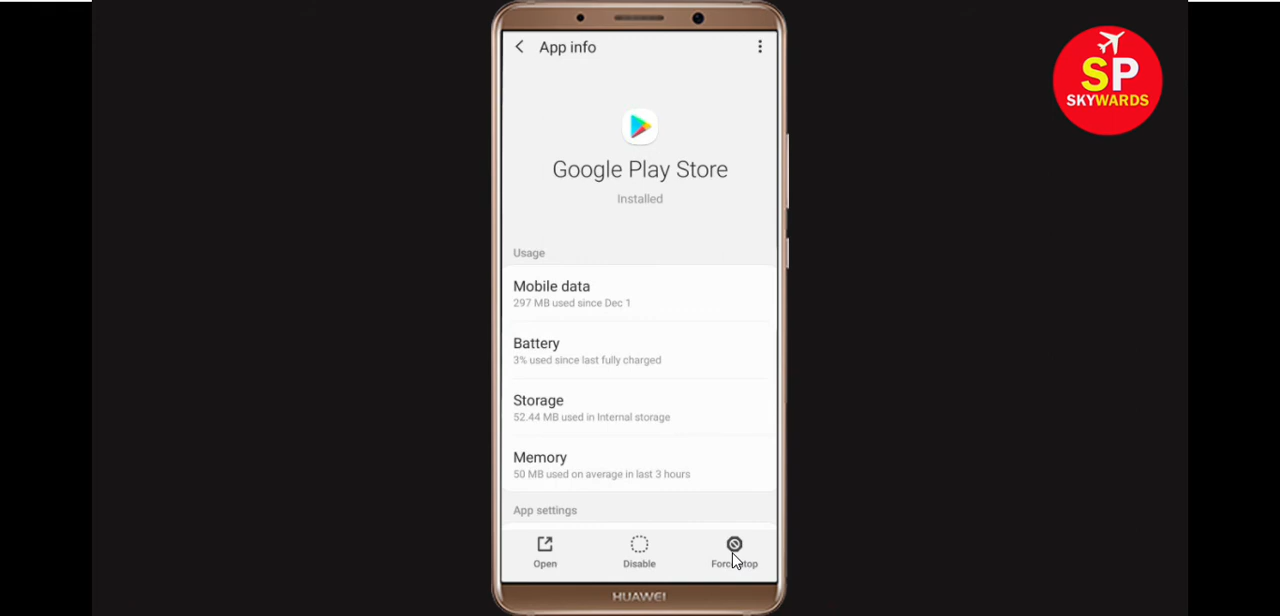 App info
SP
SKYWARDS
Google Play Store
Installed
Usage
Mobile data
297 MB used since Dec 1
Battery
3% used since last fully charged
Storage
52.44 MB used in Internal storage
Memory
50 MB used on average in last 3 hours
App settings
Open
Disable
HUAWEI